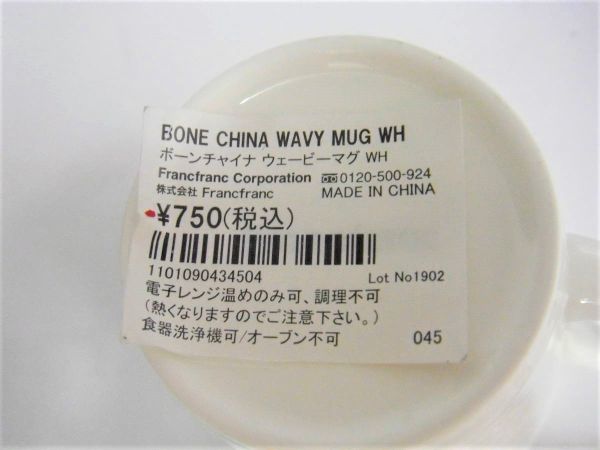 BONE CHINA WAVY MUG WH
ボーンチャイナ ウェービーマグ WH
Francfranc Corporation 0120-500-924
株式会社 Francfranc MADE IN CHINA
¥750(税込)
1101090434504 Lot No1902
電子レンジ温めのみ可、調理不可
(熱くなりますのでご注意下さい。)
食器洗浄機可/オーブン不可 045